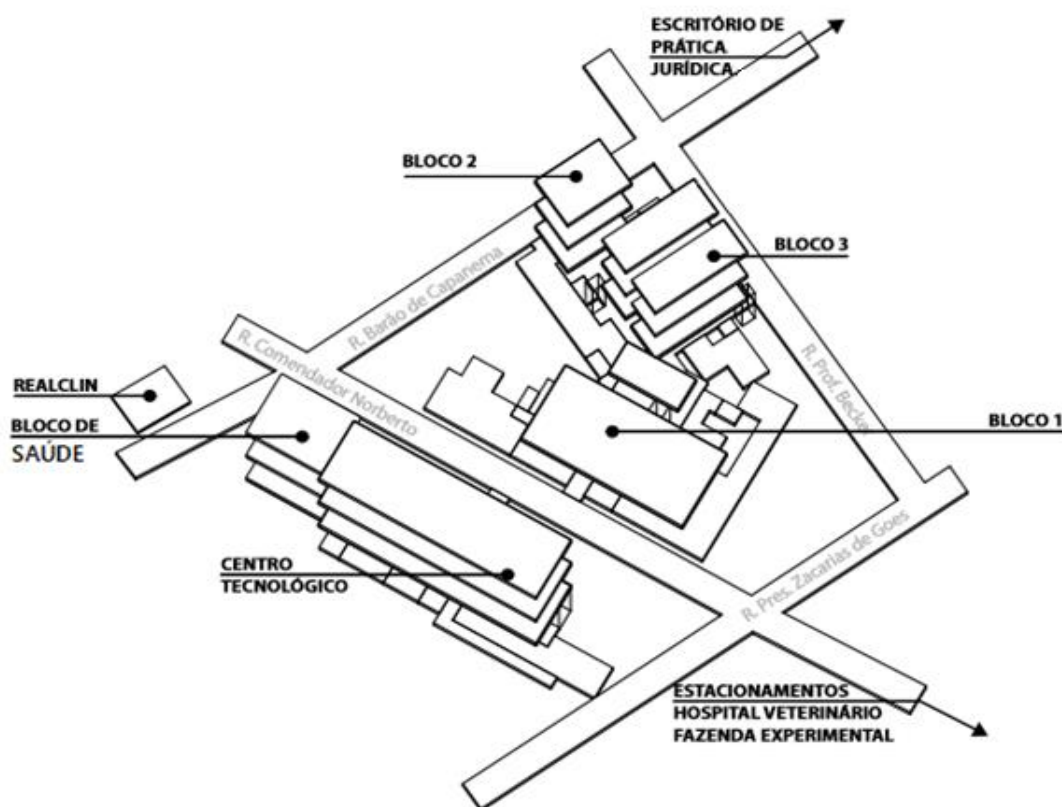 ESCRITÓRIO DE
PRÁTICA
JURÍDICA.
BLOCO 2
BLOCO 3
R. Barão de Capanema
R. Comendador Norberto
R. Prof. Becker
REALCLIN
BLOCO DE
SAÚDE
BLOCO 1
CENTRO
TECNOLÓGICO
R. Pres. Zacarias de Goes
ESTACIONAMENTOS
HOSPITAL VETERINÁRIO
FAZENDA EXPERIMENTAL